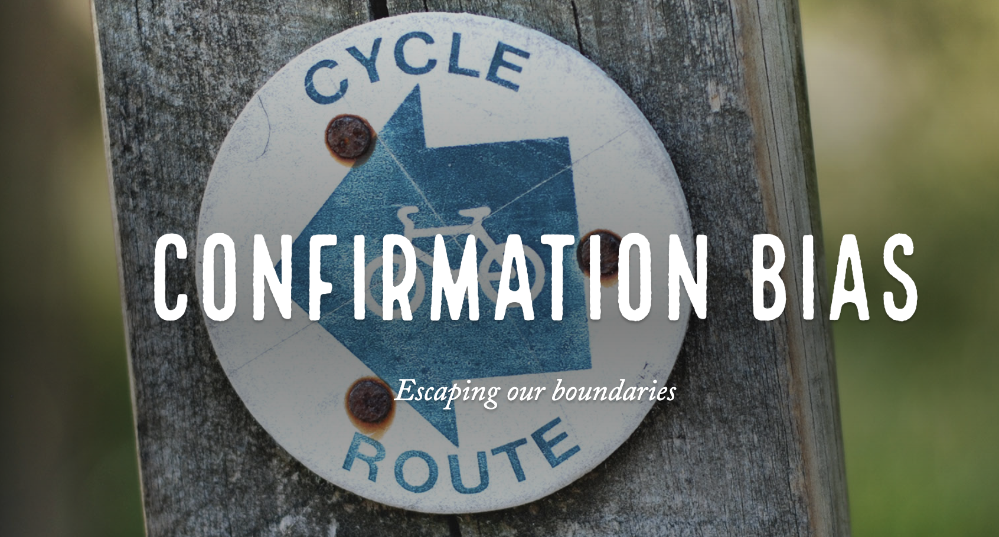 CYCLE
CONFIRMATION BIAS
Escaping our boundaries
ROUTE